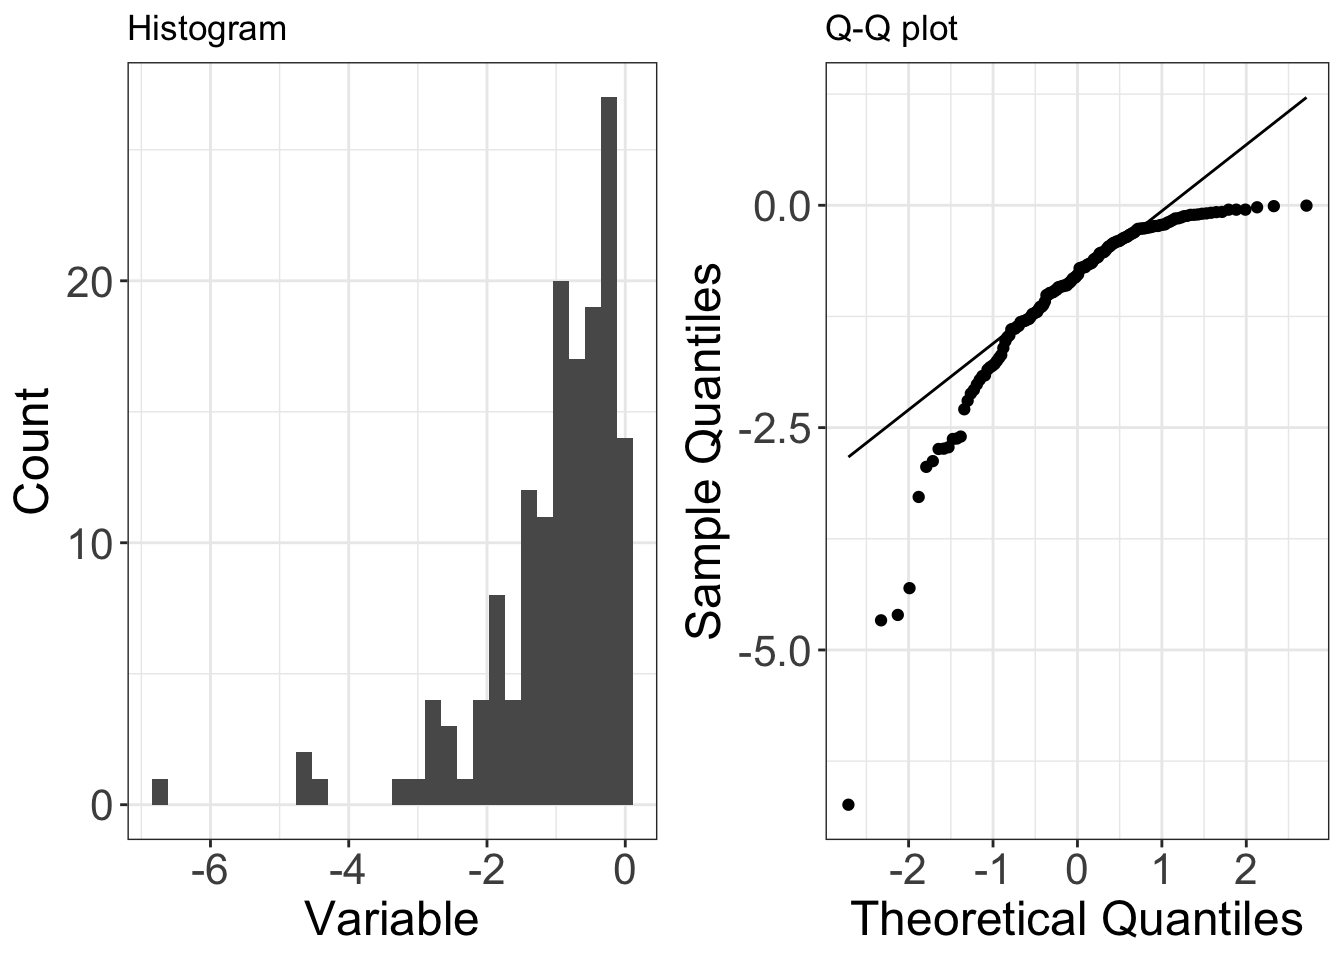 Histogram
20
10
0
-6 -4 -2 0
Variable
Count
Q-Q plot
0.0
-2.5
-5.0
-2 -1 0 1 2
Theoretical Quantiles
Sample Quantiles